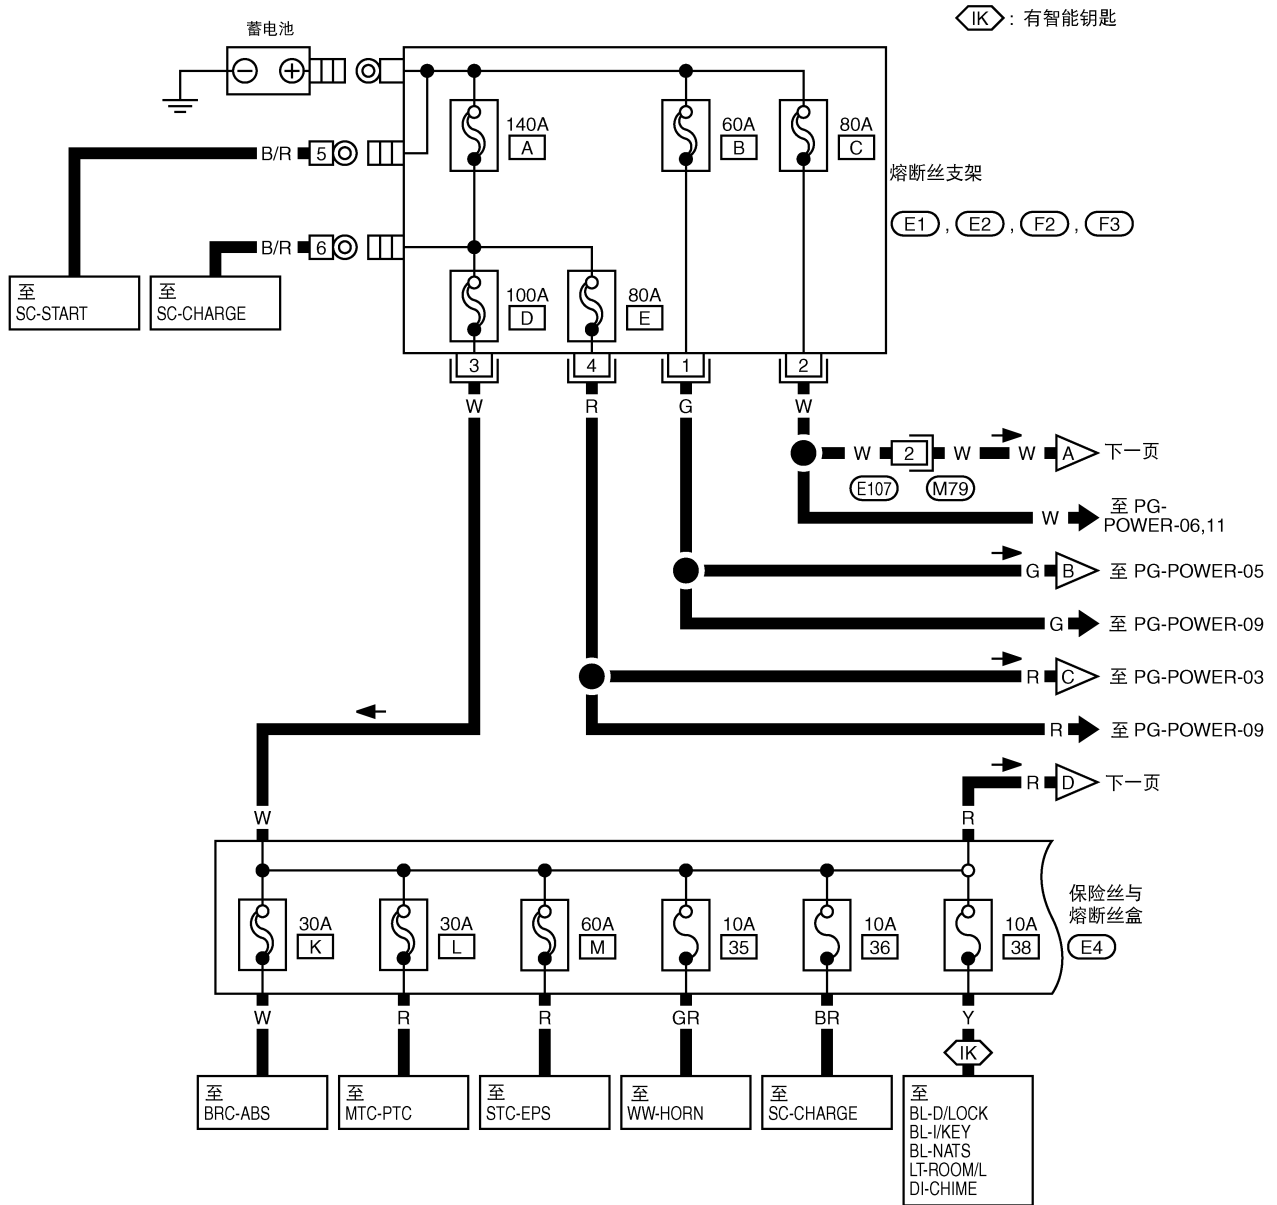 IK : 有智能钥匙
蓄电池
140A
A
60A
B
80A
C
B/R 5
熔断丝支架
E1 , E2 , F2 , F3
B/R 6
至
SC-START
至
SC-CHARGE
100A
D
80A
E
3
4
1
2
W
R
G
W
W 2 W W A 下一页
E107 M79
W 至 PG-
POWER-06,11
G B 至 PG-POWER-05
G 至 PG-POWER-09
R C 至 PG-POWER-03
R 至 PG-POWER-09
R D 下一页
W
R
保险丝与
熔断丝盒
E4
30A
K
30A
L
60A
M
10A
35
10A
36
10A
38
W
R
R
GR
BR
Y
IK
至
BRC-ABS
至
MTC-PTC
至
STC-EPS
至
WW-HORN
至
SC-CHARGE
至
BL-D/LOCK
BL-I/KEY
BL-NATS
LT-ROOM/L
DI-CHIME